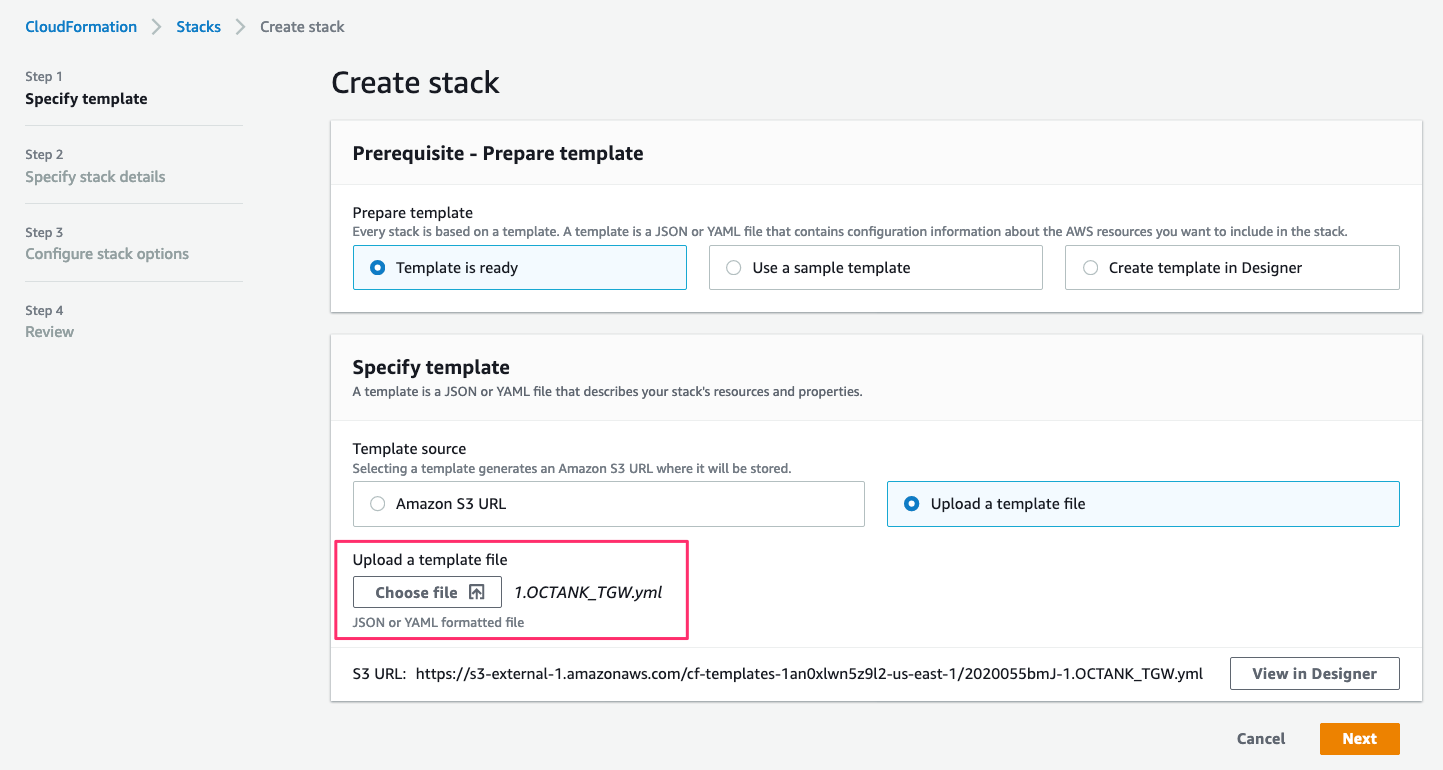 CloudFormation > Stacks > Create stack
Step 1
Specify template
Step 2
Specify stack details
Step 3
Configure stack options
Step 4
Review
Create stack
Prerequisite - Prepare template
Prepare template
Every stack is based on a template. A template is a JSON or YAML file that contains configuration information about the AWS resources you want to include in the stack.
Template is ready
Use a sample template
Create template in Designer
Specify template
A template is a JSON or YAML file that describes your stack's resources and properties.
Template source
Selecting a template generates an Amazon S3 URL where it will be stored.
Amazon S3 URL
Upload a template file
Upload a template file
Choose file 1.OCTANK_TGW.yml
JSON or YAML formatted file
S3 URL: https://s3-external-1.amazonaws.com/cf-templates-1an0xlwn5z9l2-us-east-1/2020055bmJ-1.OCTANK_TGW.yml
View in Designer
Cancel
Next